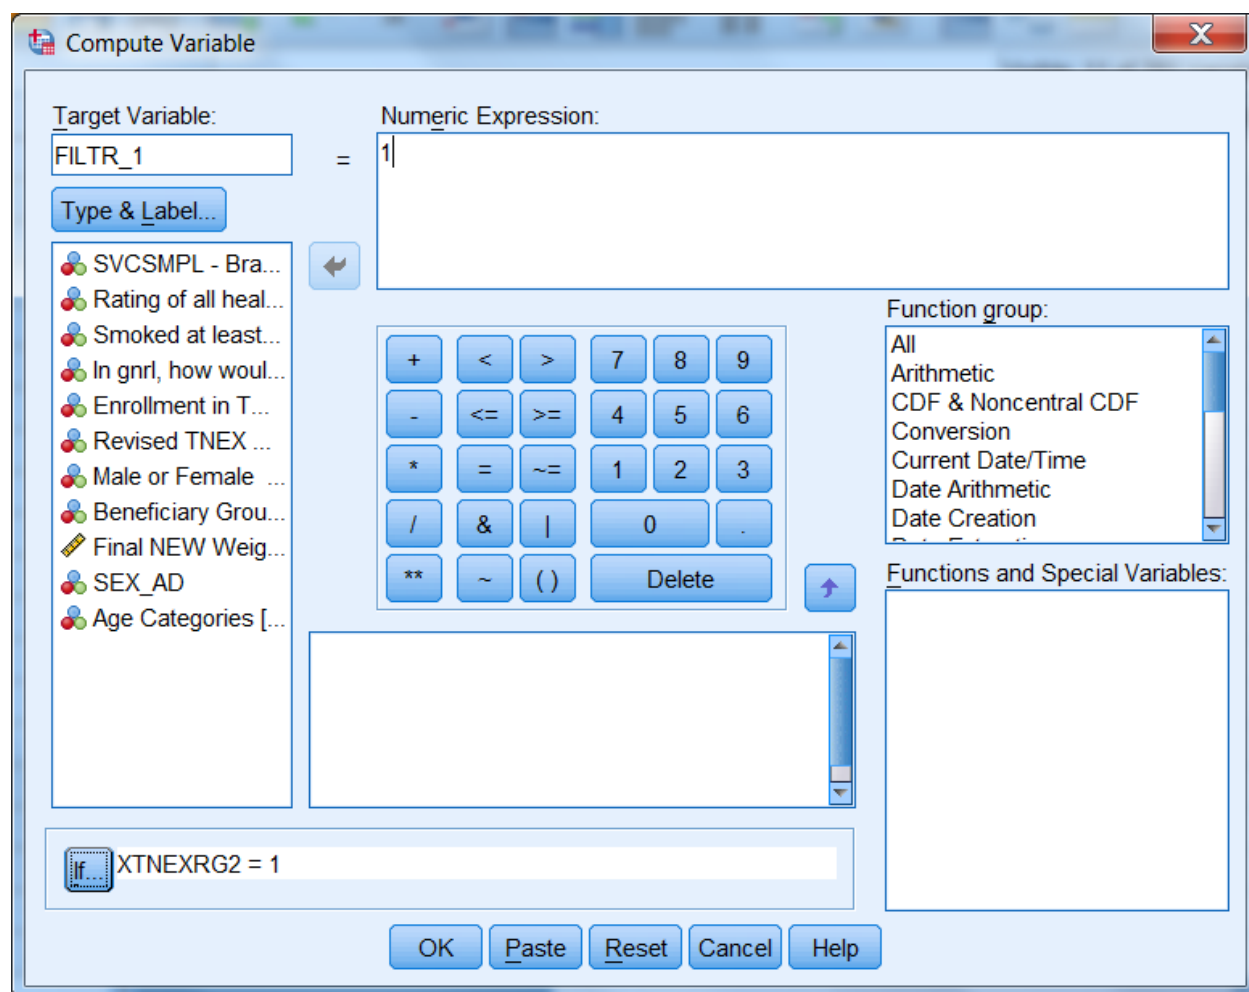 Compute Variable
Target Variable:
FILTR_1
=
Numeric Expression:
1
Type & Label...
SVCSMPL - Bra...
Rating of all heal...
Smoked at least...
In gnrl, how woul...
Enrollment in T...
Revised TNEX ...
Male or Female ...
Beneficiary Grou...
Final NEW Weig...
SEX_AD
Age Categories [...
+ < > 7 8 9
- <= >= 4 5 6
* = ~= 1 2 3
/ & | 0 .
** ~ ( ) Delete
Function group:
All
Arithmetic
CDF & Noncentral CDF
Conversion
Current Date/Time
Date Arithmetic
Date Creation
Functions and Special Variables:
If... XTNEXRG2 = 1
OK Paste Reset Cancel Help